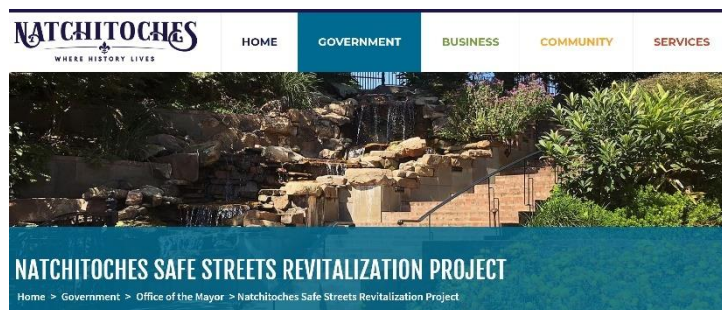 NATCHITOCHES
WHERE HISTORY LIVES
HOME GOVERNMENT BUSINESS COMMUNITY SERVICES
NATCHITOCHES SAFE STREETS REVITALIZATION PROJECT
Home > Government > Office of the Mayor > Natchitoches Safe Streets Revitalization Project